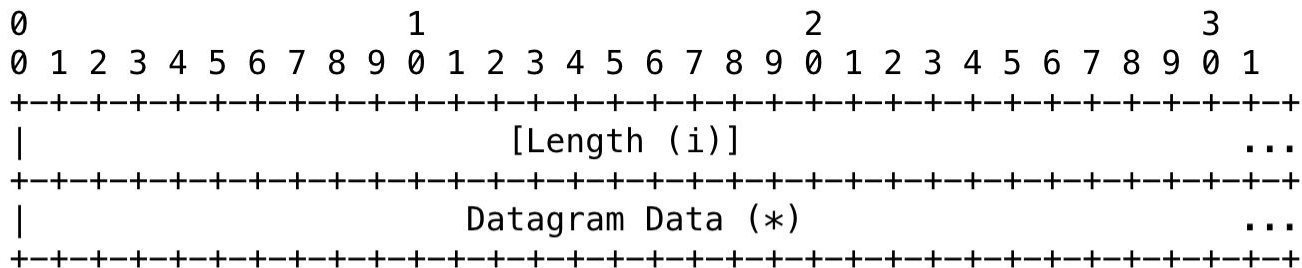 0                   1                   2                   3
0 1 2 3 4 5 6 7 8 9 0 1 2 3 4 5 6 7 8 9 0 1 2 3 4 5 6 7 8 9 0 1
+-+-+-+-+-+-+-+-+-+-+-+-+-+-+-+-+-+-+-+-+-+-+-+-+-+-+-+-+-+-+-+-+
|                        [Length (i)]                         ...
+-+-+-+-+-+-+-+-+-+-+-+-+-+-+-+-+-+-+-+-+-+-+-+-+-+-+-+-+-+-+-+-+
|                      Datagram Data (*)                      ...
+-+-+-+-+-+-+-+-+-+-+-+-+-+-+-+-+-+-+-+-+-+-+-+-+-+-+-+-+-+-+-+-+